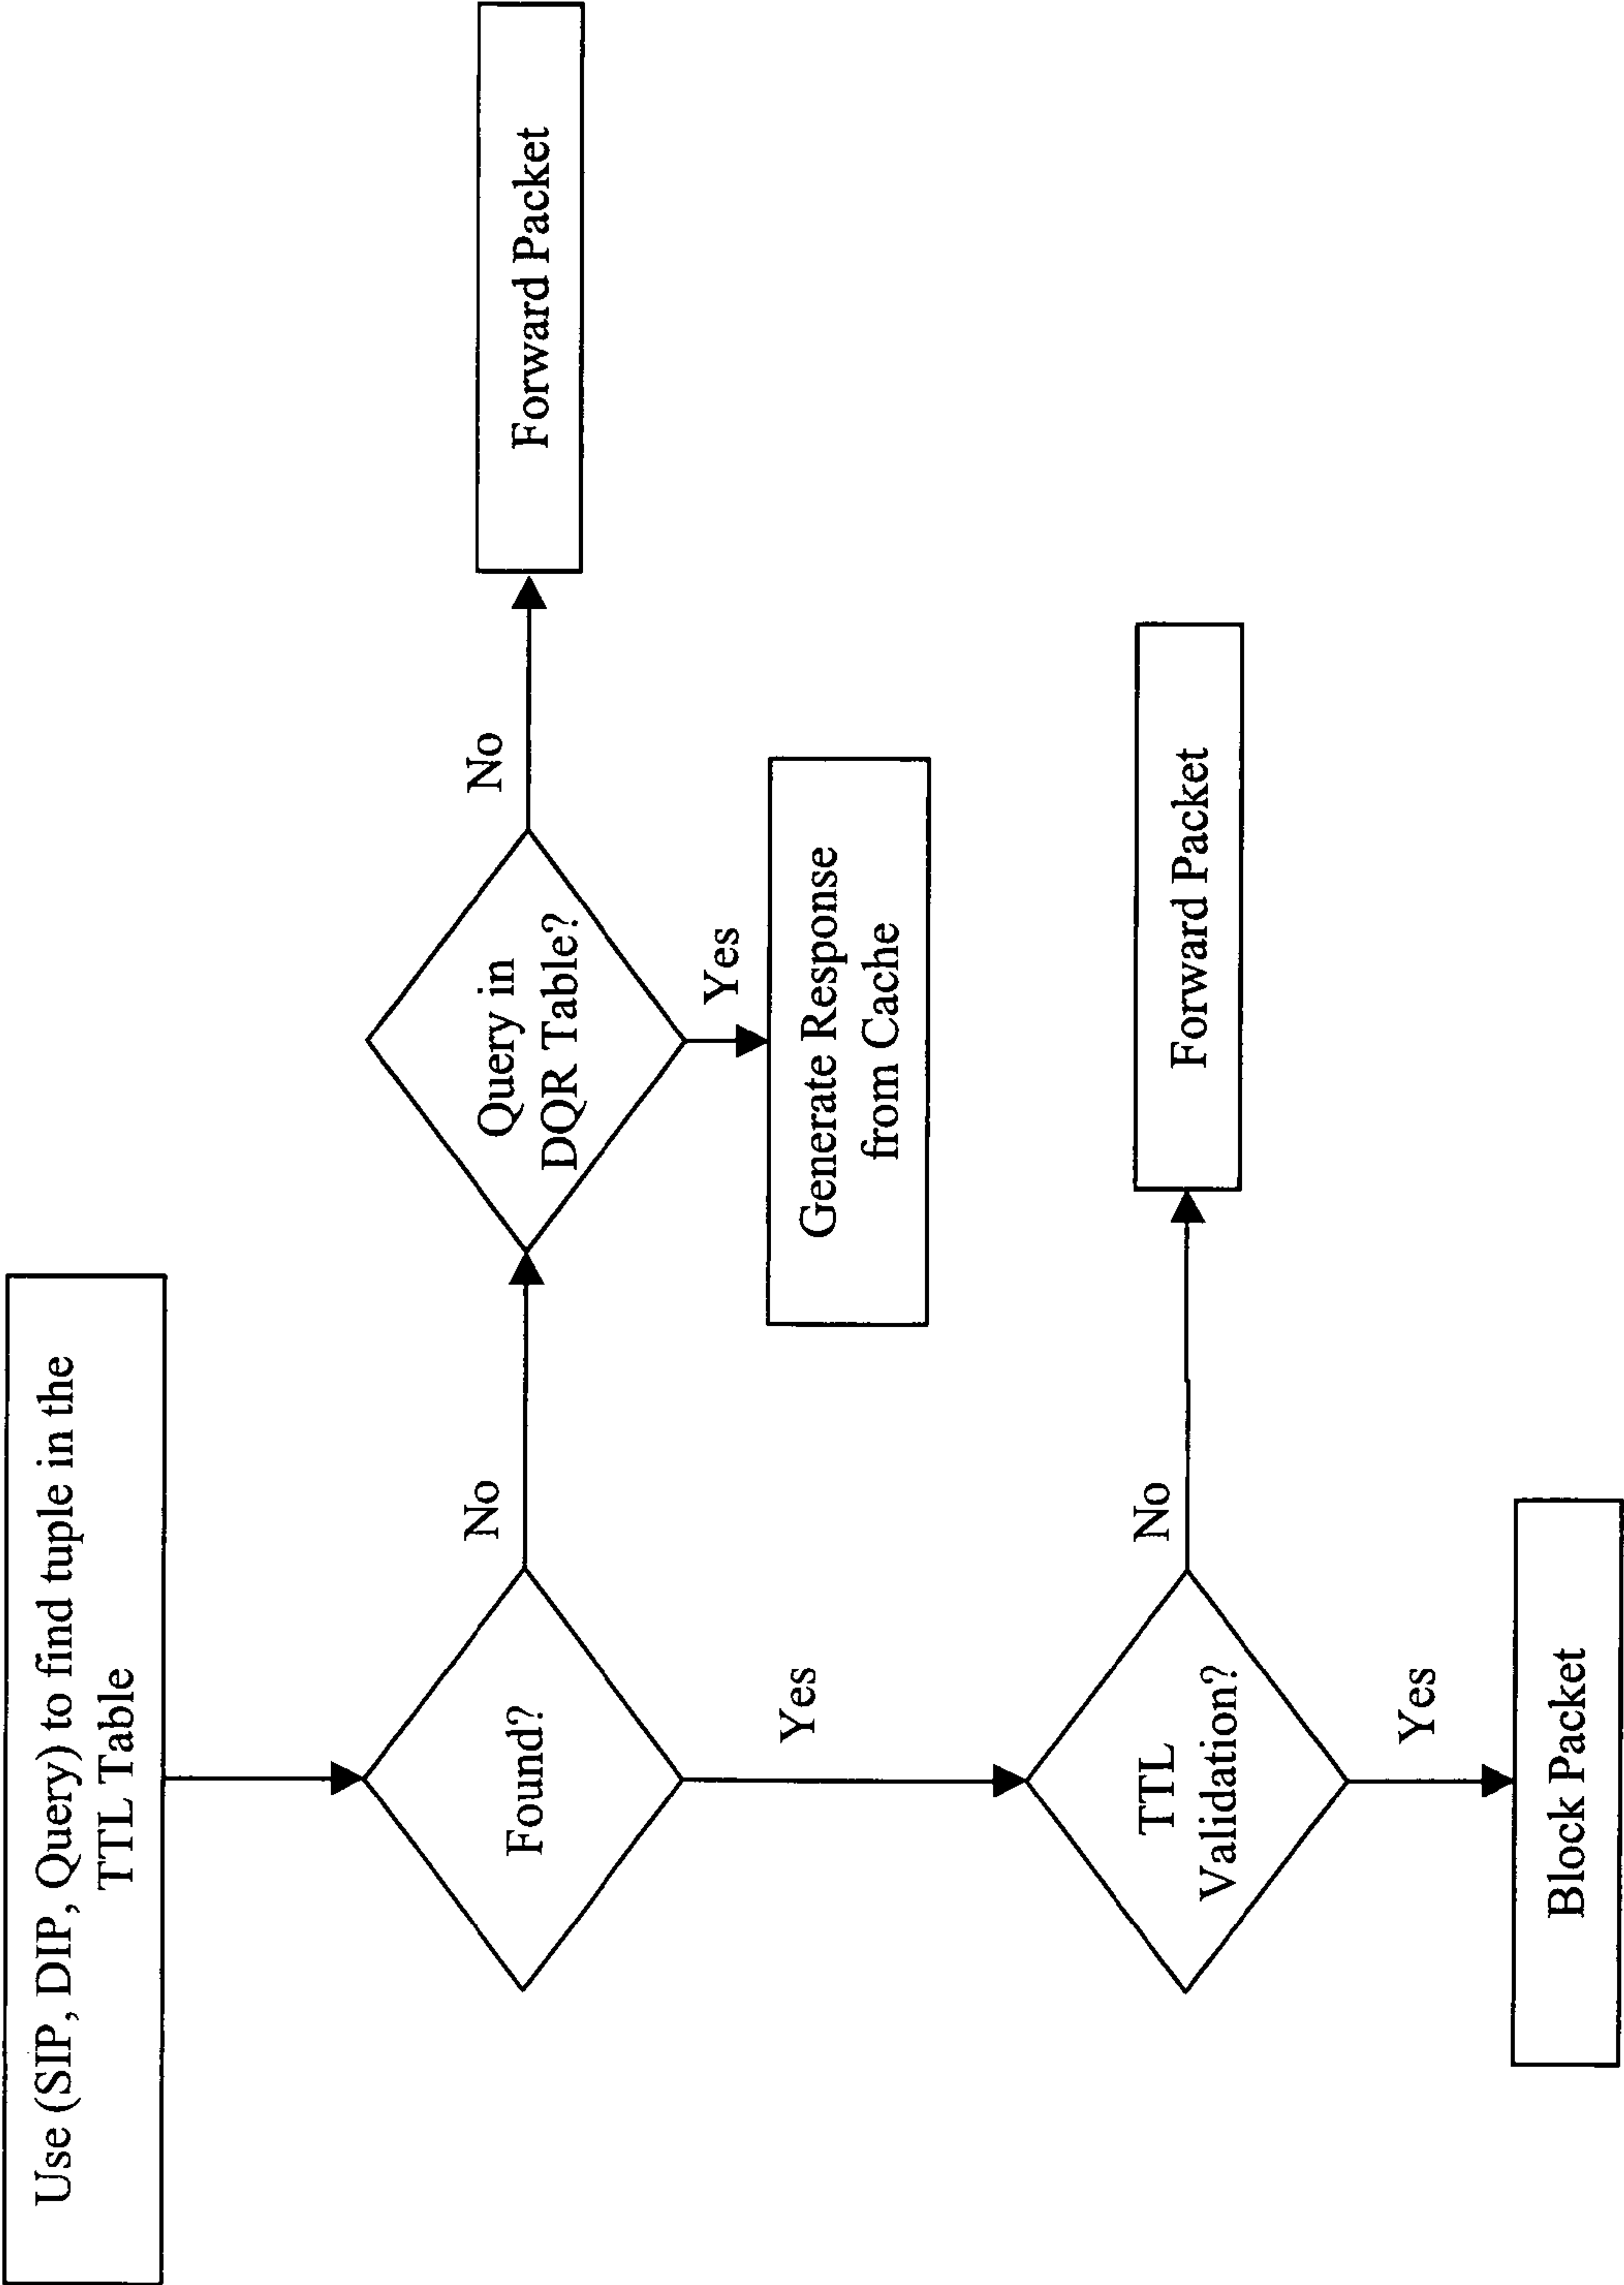 Use (SIP, DIP, Query) to find tuple in the
TTL Table
Found?
No
Query in
DQR Table?
No
Forward Packet
Yes
Generate Response
from Cache
Yes
TTL
Validation?
No
Forward Packet
Yes
Block Packet